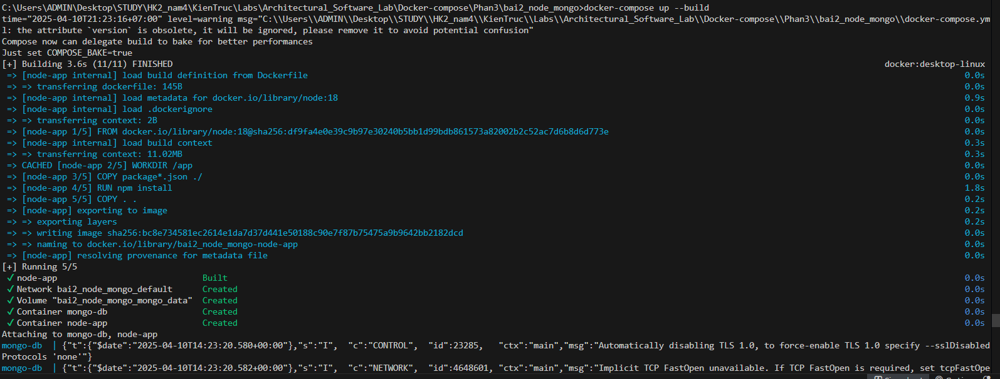 C:\Users\ADMIN\Desktop\STUDY\HK2_nam4\KienTruc\Labs\Architectural_Software_Lab\Docker-compose\Phan3\bai2_node_mongo>docker-compose up --build
time="2025-04-10T21:23:16+07:00" level=warning msg="C:\\Users\\ADMIN\\Desktop\\STUDY\\HK2_nam4\\KienTruc\\Labs\\Architectural_Software_Lab\\Docker-compose\\Phan3\\bai2_node_mongo\\docker-compose.ym
l: the attribute `version` is obsolete, it will be ignored, please remove it to avoid potential confusion"
Compose now can delegate build to bake for better performances
Just set COMPOSE_BAKE=true
[+] Building 3.6s (11/11) FINISHED docker:desktop-linux
=> [node-app internal] load build definition from Dockerfile 0.0s
=> => transferring dockerfile: 145B 0.0s
=> [node-app internal] load metadata for docker.io/library/node:18 0.9s
=> [node-app internal] load .dockerignore 0.0s
=> => transferring context: 2B 0.0s
=> [node-app 1/5] FROM docker.io/library/node:18@sha256:df9fa4e0e39c9b97e30240b5bb1d99bdb861573a82002b2c52ac7d6b8d6d773e 0.0s
=> [node-app internal] load build context 0.3s
=> => transferring context: 11.02MB 0.3s
=> CACHED [node-app 2/5] WORKDIR /app 0.0s
=> [node-app 3/5] COPY package*.json ./ 0.0s
=> [node-app 4/5] RUN npm install 1.8s
=> [node-app 5/5] COPY . . 0.2s
=> [node-app] exporting to image 0.2s
=> => exporting layers 0.2s
=> => writing image sha256:bc8e734581ec2614e1da7d37d441e50188c90e7f87b75475a9b9642bb2182dcd 0.0s
=> => naming to docker.io/library/bai2_node_mongo-node-app 0.0s
=> [node-app] resolving provenance for metadata file 0.0s
[+] Running 5/5
✓ node-app Built 0.0s
✓ Network bai2_node_mongo_default Created 0.0s
✓ Volume "bai2_node_mongo_mongo_data" Created 0.0s
✓ Container mongo-db Created 0.0s
✓ Container node-app Created 0.0s
Attaching to mongo-db, node-app
mongo-db | {"t":{"$date":"2025-04-10T14:23:20.580+00:00"},"s":"I", "c":"CONTROL", "id":23285, "ctx":"main","msg":"Automatically disabling TLS 1.0, to force-enable TLS 1.0 specify --sslDisabled
Protocols 'none'"}
mongo-db | {"t":{"$date":"2025-04-10T14:23:20.582+00:00"},"s":"I", "c":"NETWORK", "id":4648601, "ctx":"main","msg":"Implicit TCP FastOpen unavailable. If TCP FastOpen is required, set tcpFastOpe